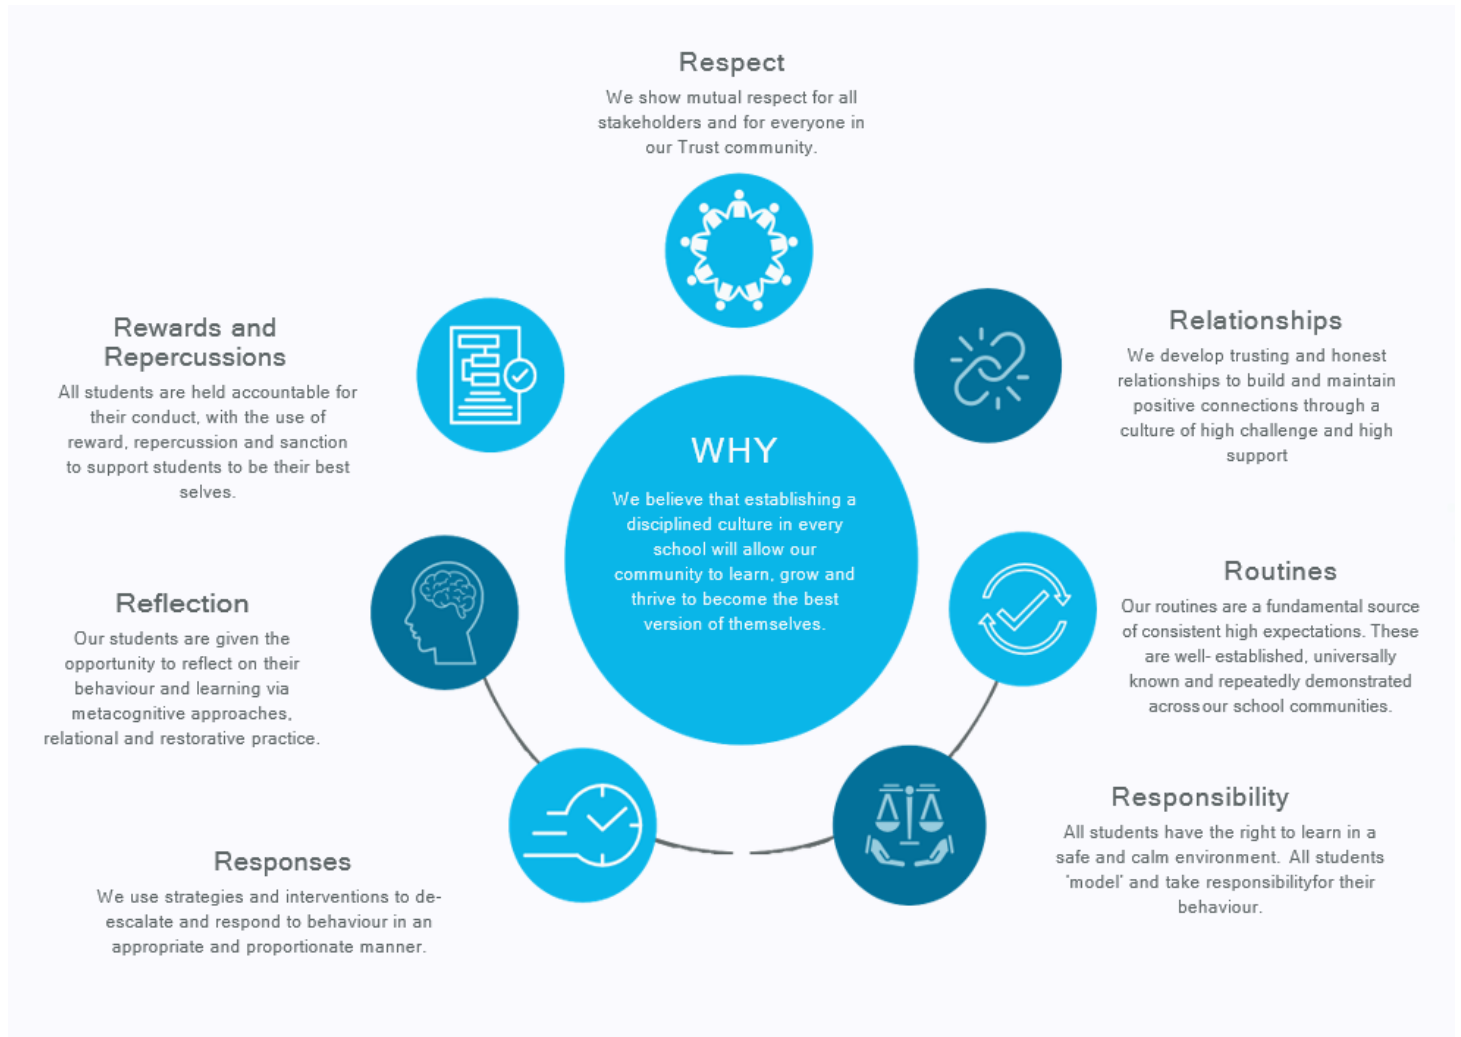 Respect
We show mutual respect for all
stakeholders and for everyone in
our Trust community.
Relationships
We develop trusting and honest
relationships to build and maintain
positive connections through a
culture of high challenge and high
support
Routines
Our routines are a fundamental source
of consistent high expectations. These
are well- established, universally
known and repeatedly demonstrated
across our school communities.
Responsibility
All students have the right to learn in a
safe and calm environment. All students
'model' and take responsibilityfor their
behaviour.
Responses
We use strategies and interventions to de-
escalate and respond to behaviour in an
appropriate and proportionate manner.
Reflection
Our students are given the
opportunity to reflect on their
behaviour and learning via
metacognitive approaches,
relational and restorative practice.
Rewards and
Repercussions
All students are held accountable for
their conduct, with the use of
reward, repercussion and sanction
to support students to be their best
selves.
WHY
We believe that establishing a
disciplined culture in every
school will allow our
community to learn, grow and
thrive to become the best
version of themselves.